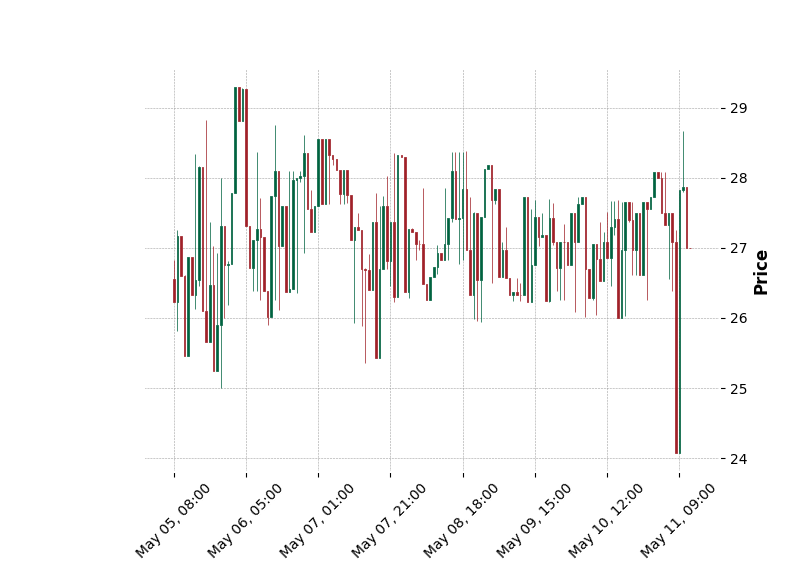 29
28
27
26
25
24
Price
May 05, 08:00
May 06, 05:00
May 07, 01:00
May 07, 21:00
May 08, 18:00
May 09, 15:00
May 10, 12:00
May 11, 09:00